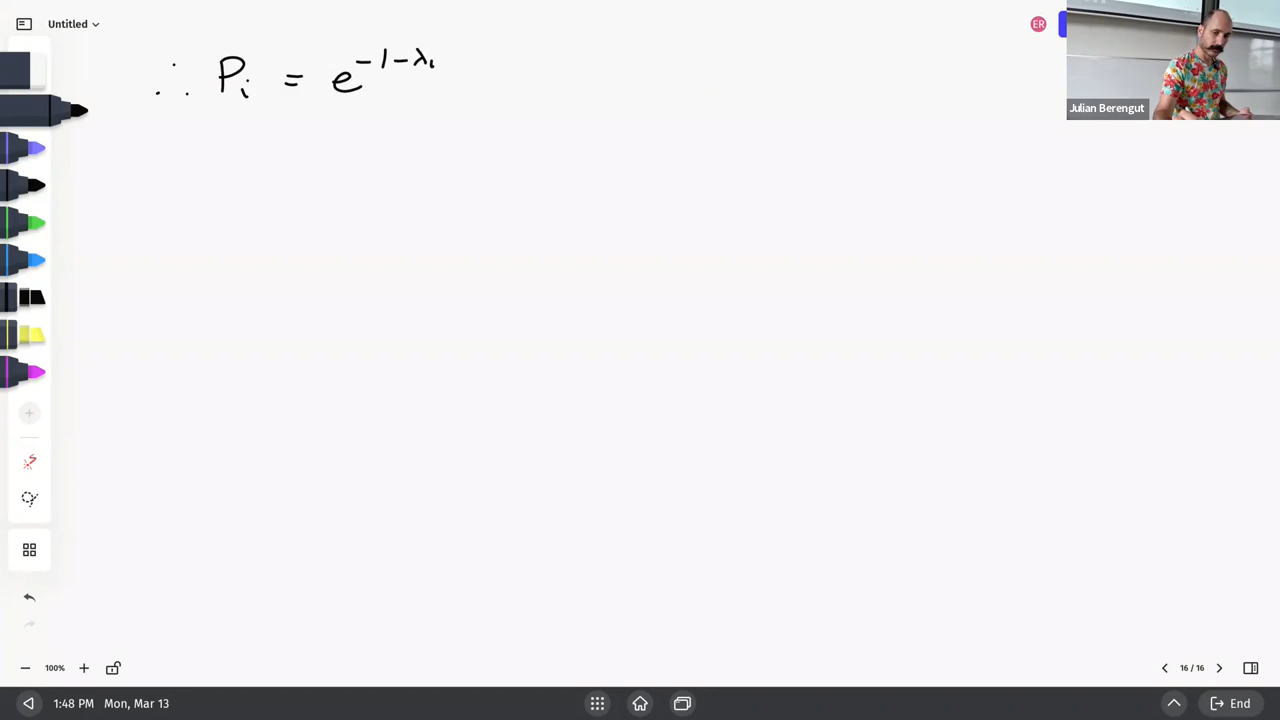 Untitled
ER
∴ Pᵢ = e^{-1-λ₁
Julian Berengut
100%
16 / 16
1:48 PM Mon, Mar 13
End